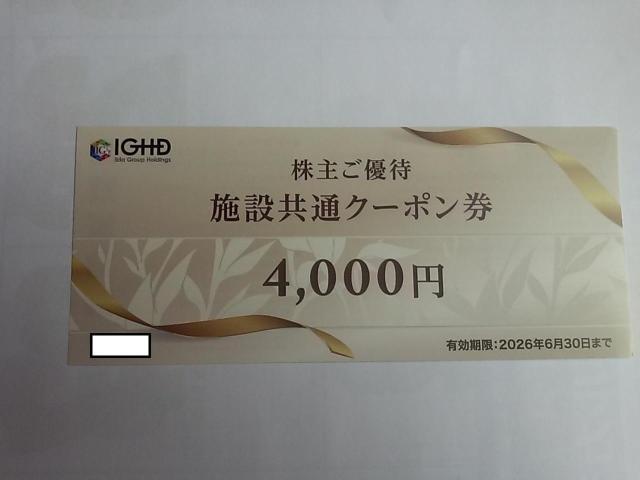 IGHD
Iida Group Holdings
株主ご優待
施設共通クーポン券
4,000円
有効期限：2026年6月30日まで